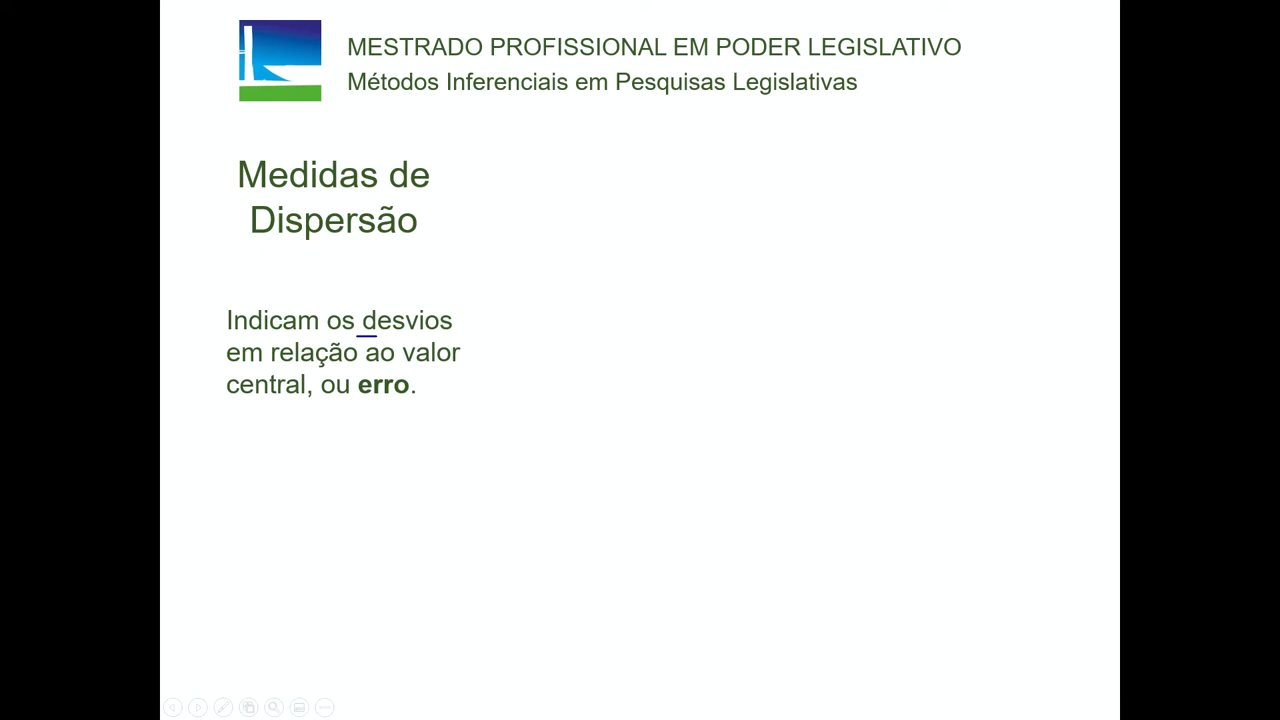 MESTRADO PROFISSIONAL EM PODER LEGISLATIVO
Métodos Inferenciais em Pesquisas Legislativas
Medidas de
Dispersão
Indicam os desvios
em relação ao valor
central, ou erro.